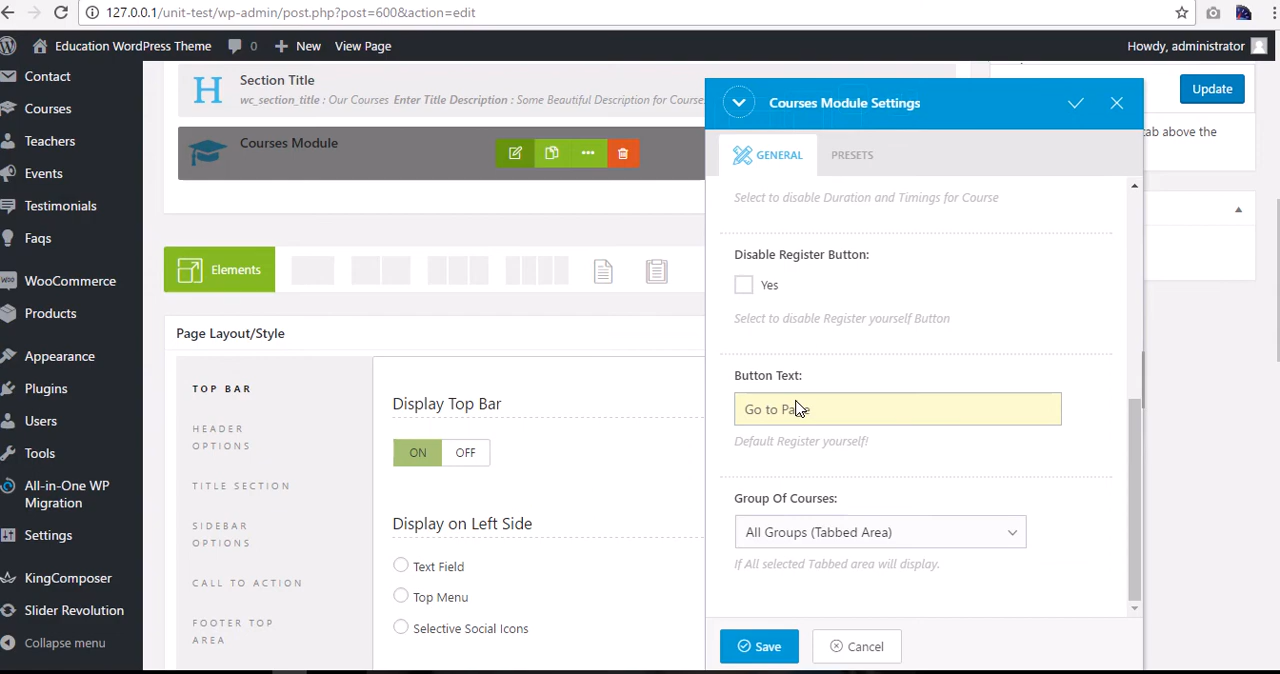 127.0.0.1/unit-test/wp-admin/post.php?post=600&action=edit
Education WordPress Theme 0 New View Page Howdy, administrator
Contact
Courses
Teachers
Events
Testimonials
Faqs
WooCommerce
Products
Appearance
Plugins
Users
Tools
All-in-One WP
Migration
Settings
KingComposer
Slider Revolution
Collapse menu
H Section Title
wc_section_title : Our Courses Enter Title Description : Some Beautiful Description for Course
Courses Module
Elements
Page Layout/Style
TOP BAR
HEADER
OPTIONS
TITLE SECTION
SIDEBAR
OPTIONS
CALL TO ACTION
FOOTER TOP
AREA
Display Top Bar
ON OFF
Display on Left Side
Text Field
Top Menu
Selective Social Icons
Courses Module Settings
GENERAL PRESETS
Select to disable Duration and Timings for Course
Disable Register Button:
Yes
Select to disable Register yourself Button
Button Text:
Go to
Default Register yourself!
Group Of Courses:
All Groups (Tabbed Area)
If All selected Tabbed area will display.
Save Cancel
Update
tab above the